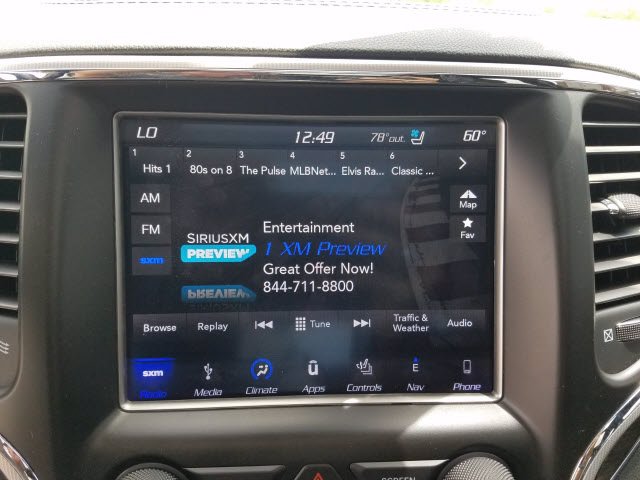 LO 12:49 78°out. 60°
1 2 3 4 5 6
Hits 1 80s on 8 The Pulse MLBNet... Elvis Ra... Classic ...
AM
Map
FM
Fav
Entertainment
SIRIUSXM
PREVIEW
1 XM Preview
sxm
Great Offer Now!
844-711-8800
Browse Replay Tune Traffic & Weather Audio
sxm E
Radio Media Climate Apps Controls Nav Phone
SCREEN